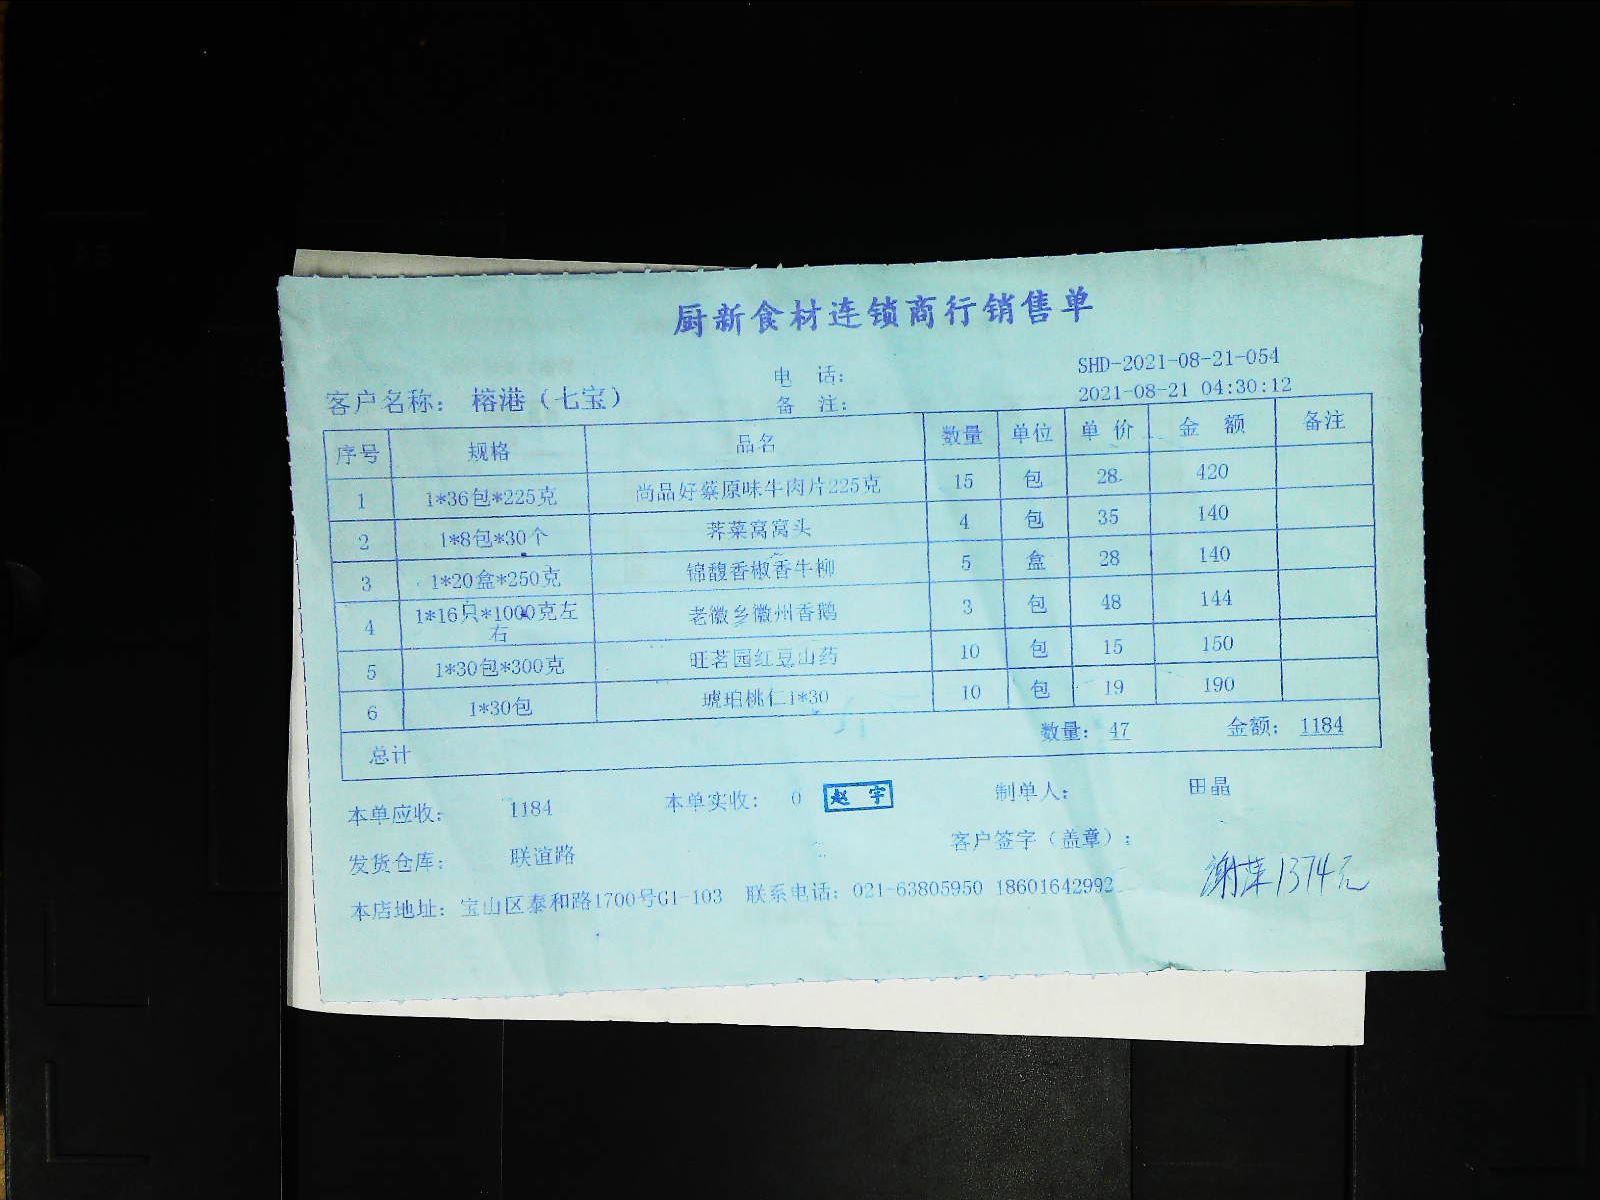 厨新食材连锁商行销售单
客户名称： 榕港（七宝） 电 话： SHD-2021-08-21-054
备 注： 2021-08-21 04:30:12
序号 规格 品名 数量 单位 单 价 金 额 备注
1 1*36包*225克 尚品好蔡原味牛肉片225克 15 包 28 420
2 1*8包*30个 荠菜窝窝头 4 包 35 140
3 1*20盒*250克 锦馥香椒香牛柳 5 盒 28 140
4 1*16只*1000克左右 老徽乡徽州香鹅 3 包 48 144
5 1*30包*300克 旺茗园红豆山药 10 包 15 150
6 1*30包 琥珀桃仁1*30 10 包 19 190
总计 数量： 47 金额： 1184
本单应收： 1184 本单实收： 0 赵宇 制单人： 田晶
发货仓库： 联谊路 客户签字（盖章）：
本店地址： 宝山区泰和路1700号G1-103 联系电话：021-63805950 18601642992
谢萍1374元